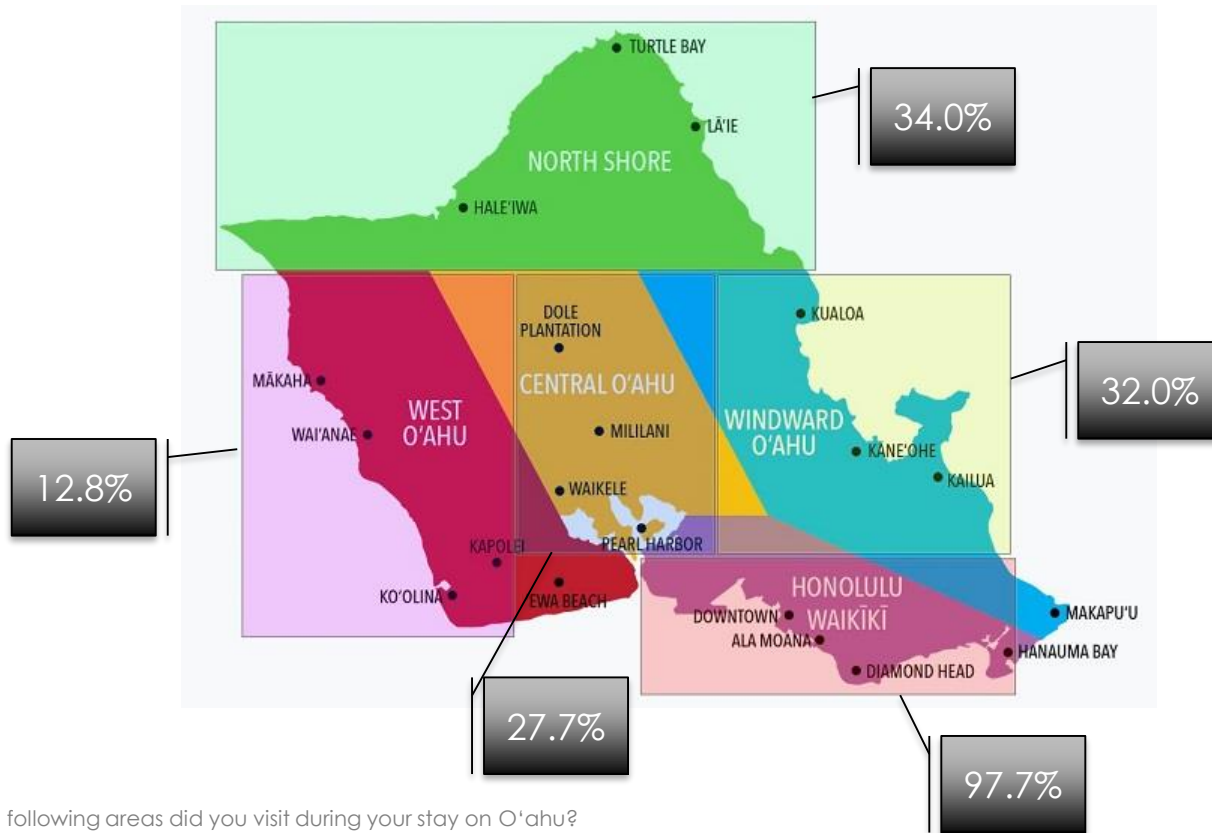 TURTLE BAY
34.0%
LĀ'IE
NORTH SHORE
HALE'IWA
KUALOA
DOLE
PLANTATION
MĀKAHA
CENTRAL O'AHU
32.0%
WEST
O'AHU
WINDWARD
O'AHU
WAI'ANAE
MILILANI
KĀNE'OHE
KAILUA
12.8%
WAIKELE
PEARL HARBOR
KAPOLEI
KO'OLINA
EWA BEACH
HONOLULU
WAIKĪKĪ
DOWNTOWN
ALA MOANA
MAKAPU'U
HANAUMA BAY
DIAMOND HEAD
27.7%
97.7%
following areas did you visit during your stay on O‘ahu?